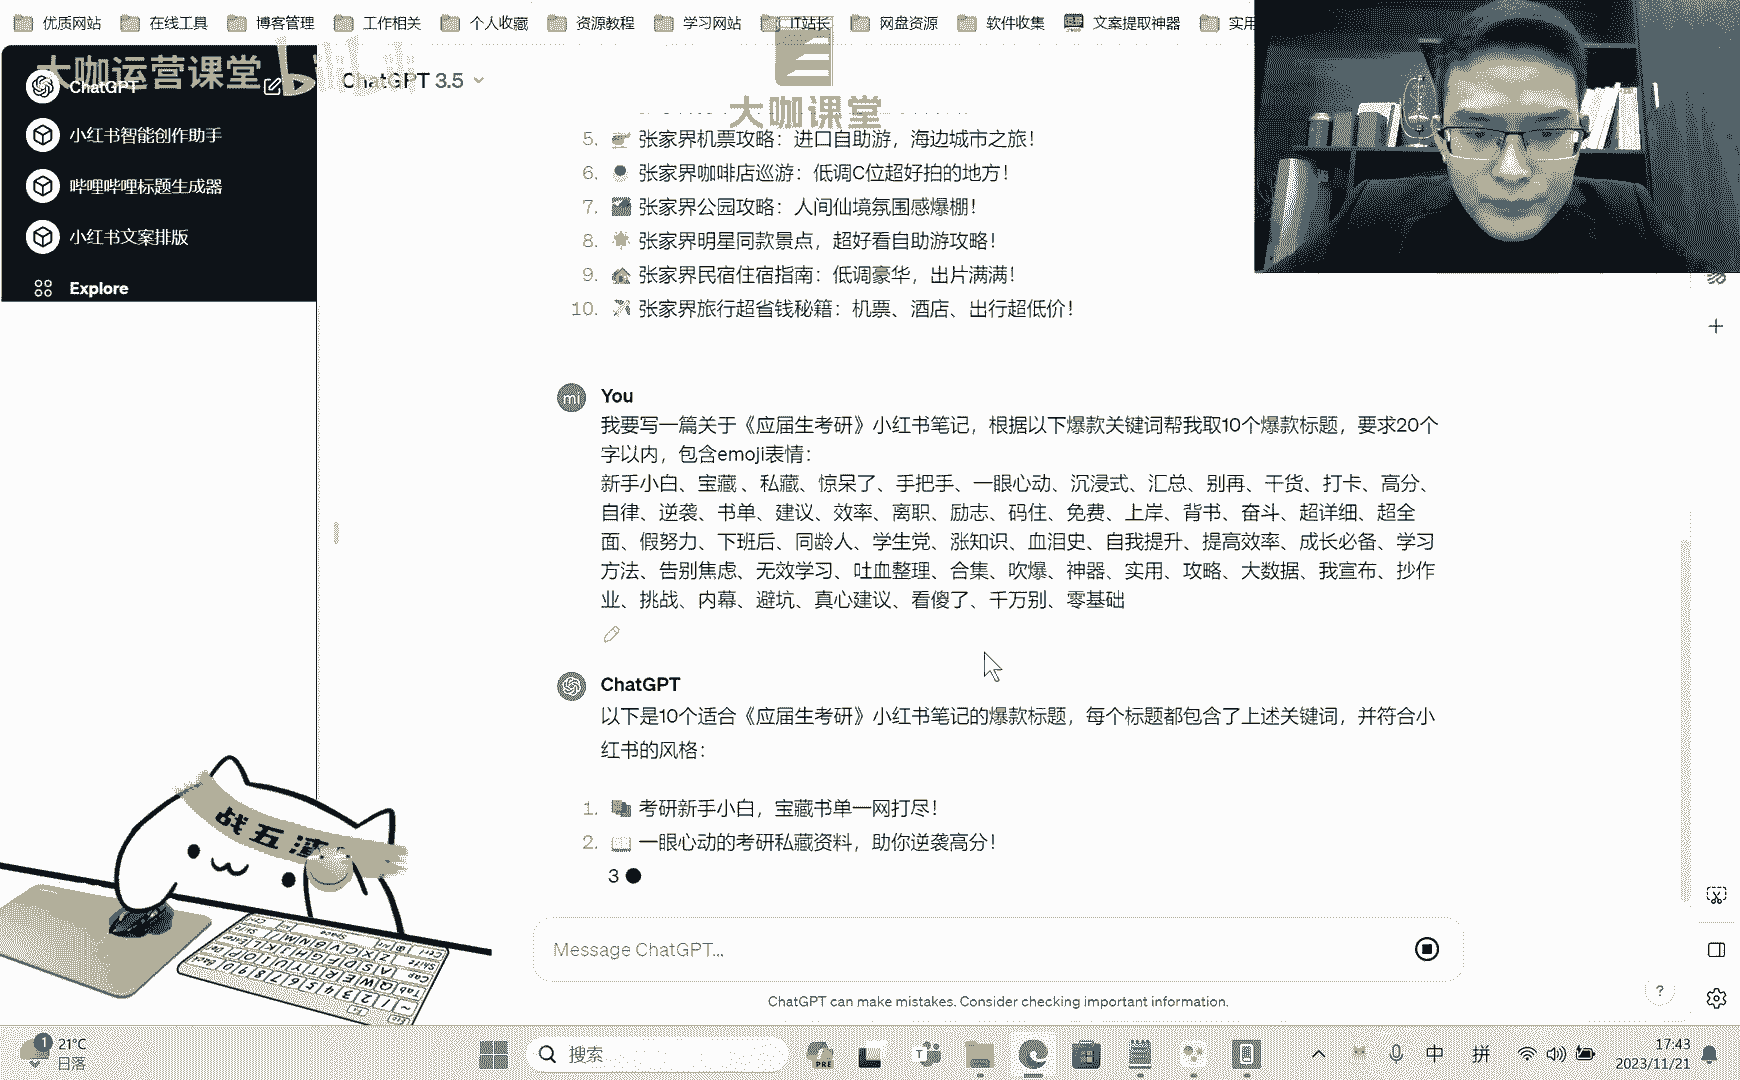 优质网站
在线工具
博客管理
工作相关
个人收藏
资源教程
学习网站
IT站长
网盘资源
软件收集
文案提取神器
实用
大咖运营课堂
ChatGPT
小红书智能创作助手
哔哩哔哩标题生成器
小红书文案排版
Explore
ChatGPT 3.5
大咖课堂
5. 张家界机票攻略：进口自助游，海边城市之旅！
6. 张家界咖啡店巡游：低调C位超好拍的地方！
7. 张家界公园攻略：人间仙境氛围感爆棚！
8. 张家界明星同款景点，超好看自助游攻略！
9. 张家界民宿住宿指南：低调豪华，出片满满！
10. 张家界旅行超省钱秘籍：机票、酒店、出行超低价！
You
我要写一篇关于《应届生考研》小红书笔记，根据以下爆款关键词帮我取10个爆款标题，要求20个
字以内，包含emoji表情：
新手小白、宝藏 、私藏、惊呆了、手把手、一眼心动、沉浸式、汇总、别再、干货、打卡、高分、
自律、逆袭、书单、建议、效率、离职、励志、码住、免费、上岸、背书、奋斗、超详细、超全
面、假努力、下班后、同龄人、学生党、涨知识、血泪史、自我提升、提高效率、成长必备、学习
方法、告别焦虑、无效学习、吐血整理、合集、吹爆、神器、实用、攻略、大数据、我宣布、抄作
业、挑战、内幕、避坑、真心建议、看傻了、千万别、零基础
ChatGPT
以下是10个适合《应届生考研》小红书笔记的爆款标题，每个标题都包含了上述关键词，并符合小
红书的风格：
1. 考研新手小白，宝藏书单一网打尽！
2. 一眼心动的考研私藏资料，助你逆袭高分！
3
Message ChatGPT...
ChatGPT can make mistakes. Consider checking important information.
?
战五渣
1
21°C
日落
搜索
PRE
中
拼
17:43
2023/11/21